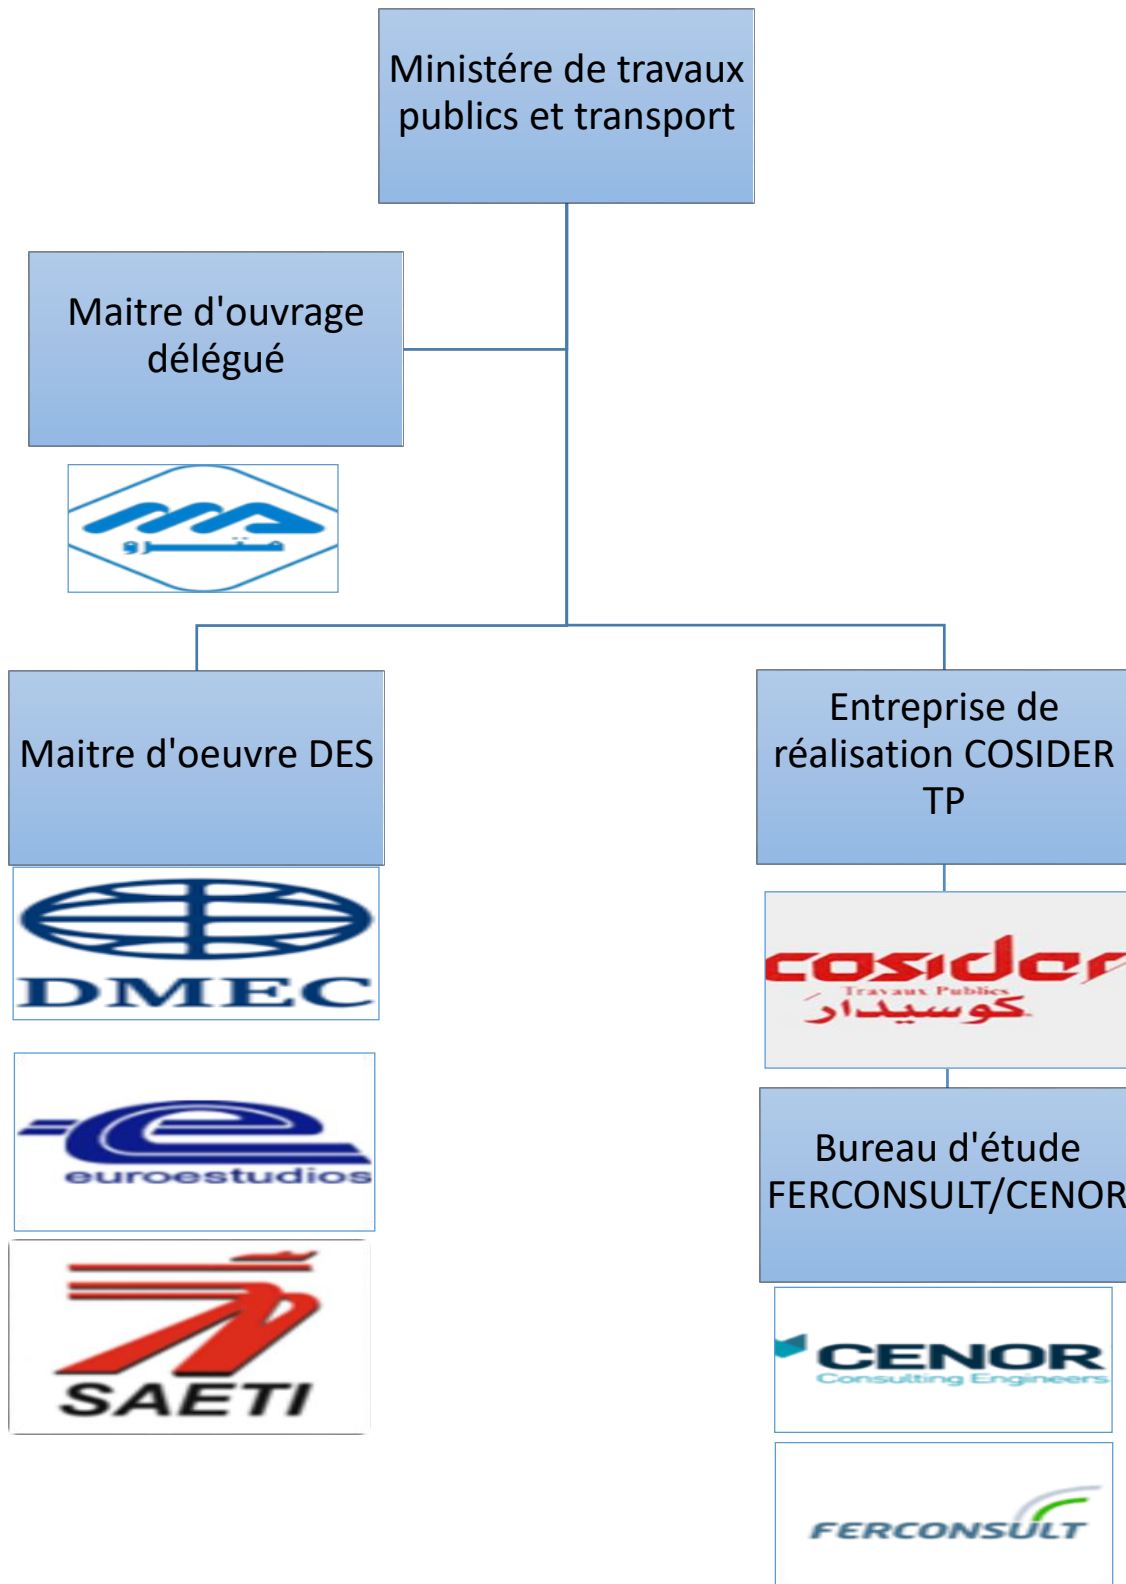 Ministére de travaux
publics et transport
Maitre d'ouvrage
délégué
مترو
Maitre d'oeuvre DES
DMEC
euroestudios
SAETI
Entreprise de
réalisation COSIDER
TP
cosider
Travaux Publics
كوسيدار
Bureau d'étude
FERCONSULT/CENOR
CENOR
Consulting Engineers
FERCONSULT